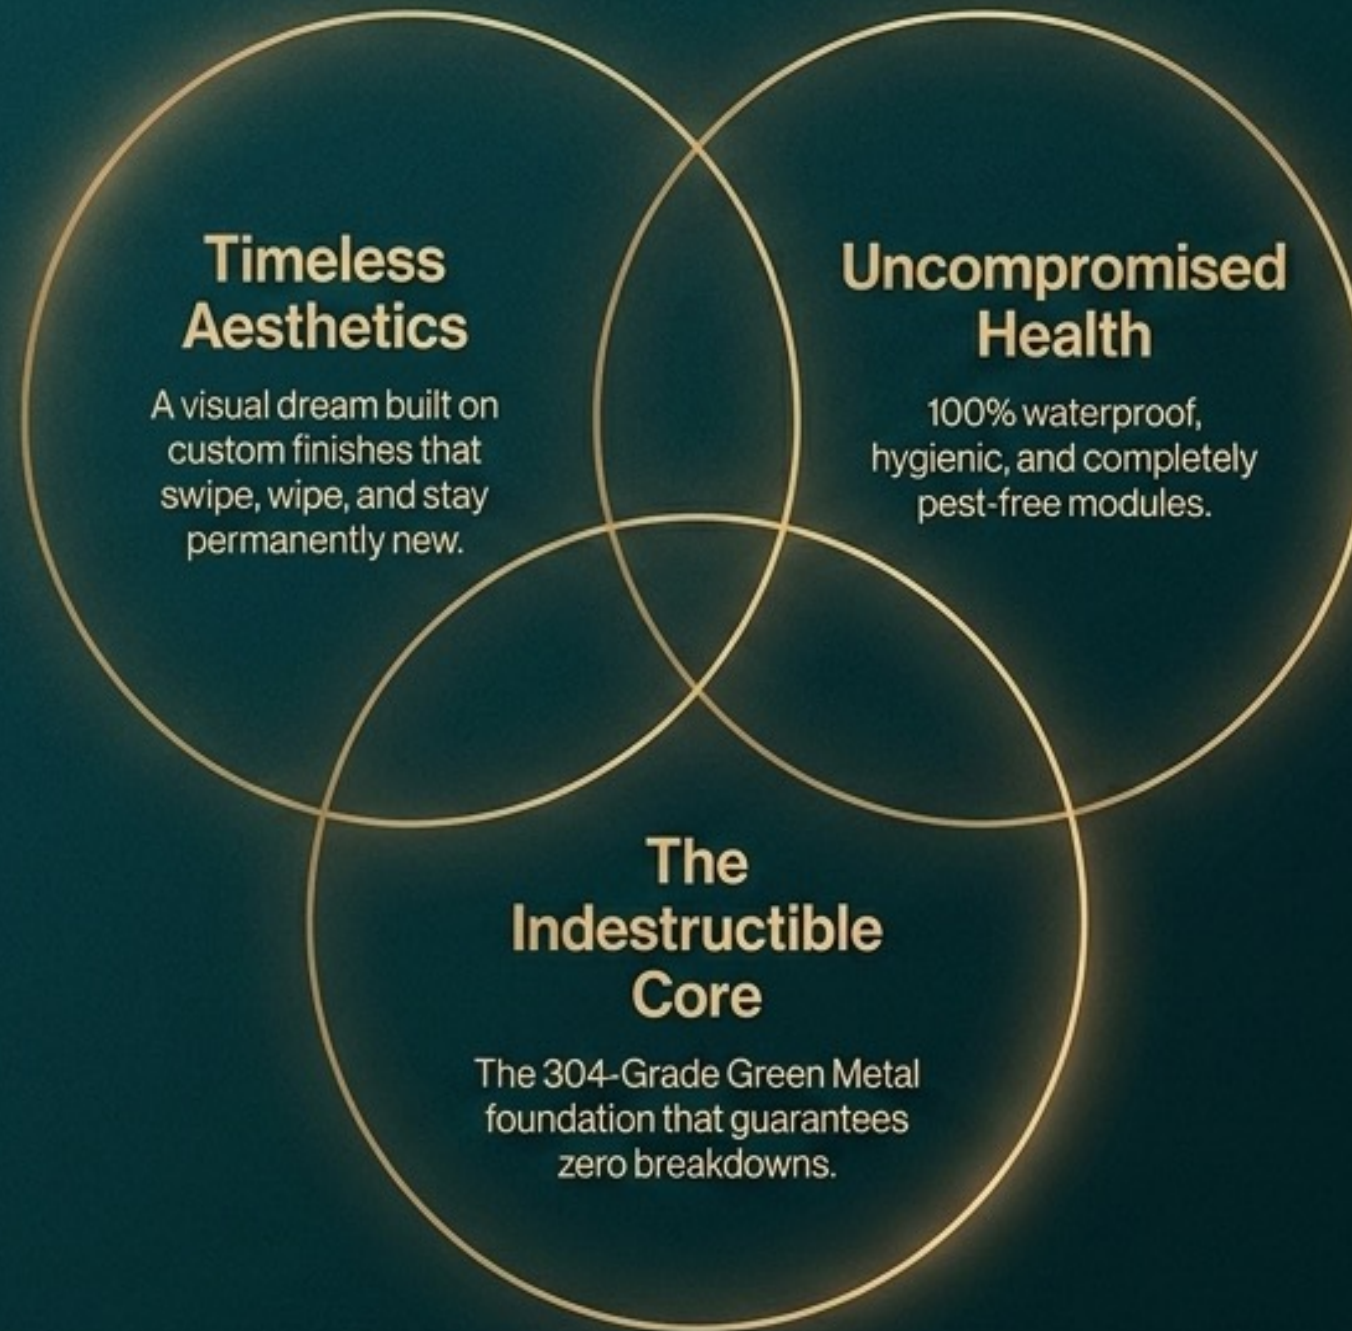 Timeless
Aesthetics
A visual dream built on
custom finishes that
swipe, wipe, and stay
permanently new.
Uncompromised
Health
100% waterproof,
hygienic, and completely
pest-free modules.
The
Indestructible
Core
The 304-Grade Green Metal
foundation that guarantees
zero breakdowns.